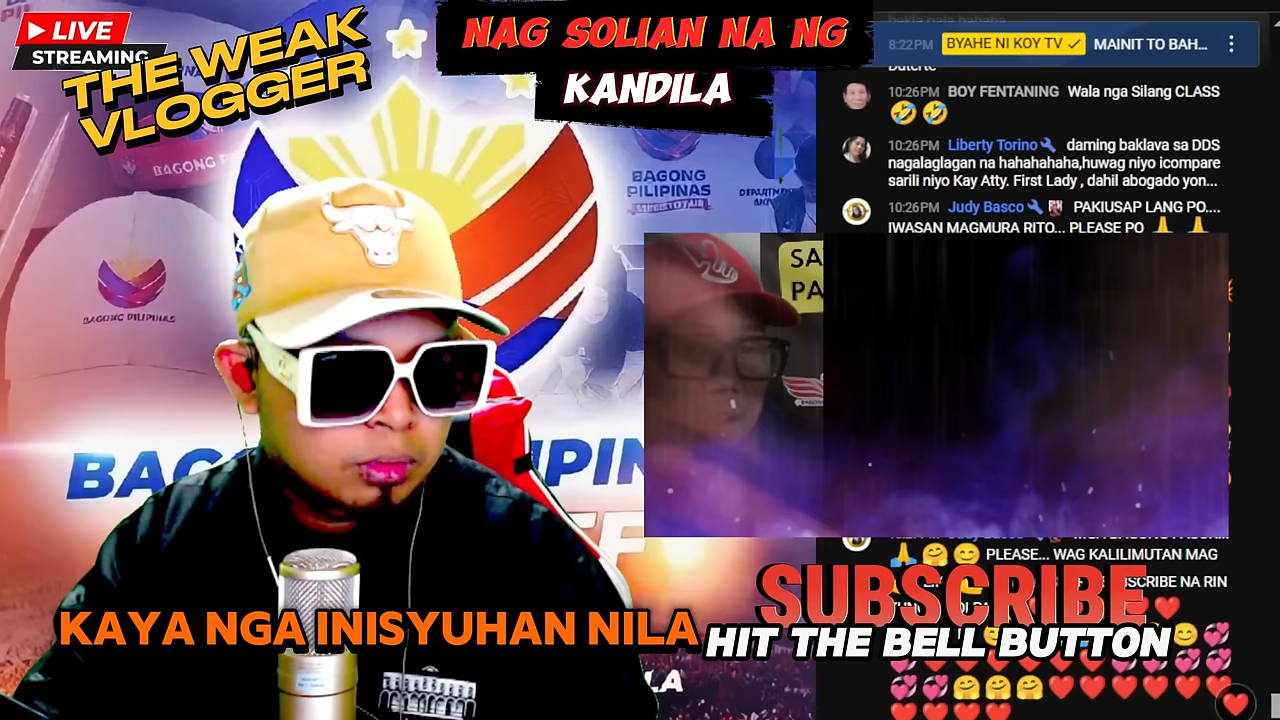 LIVE
STREAMING
THE WEAK
VLOGGER
NAG SOLIAN NA NG
KANDILA
BAGONG PILIPINAS
BAGONG
PILIPINAS
8:22PM BYAHE NI KOY TV MAINIT TO BAH...
Duterte
10:26PM BOY FENTANING Wala nga Silang CLASS
🤣 🤣
10:26PM Liberty Torino daming baklava sa DDS
nagalaglagan na hahahahaha,huwag niyo icompare
sarili niyo Kay Atty. First Lady , dahil abogado yon...
10:26PM Judy Basco PAKIUSAP LANG PO....
IWASAN MAGMURA RITO... PLEASE PO 🙏 🙏
SA
PA
🙏 🤗 😊 PLEASE... WAG KALILIMUTAN MAG
SUBSCRIBE NA RIN
SUBSCRIBE
HIT THE BELL BUTTON
KAYA NGA INISYUHAN NILA